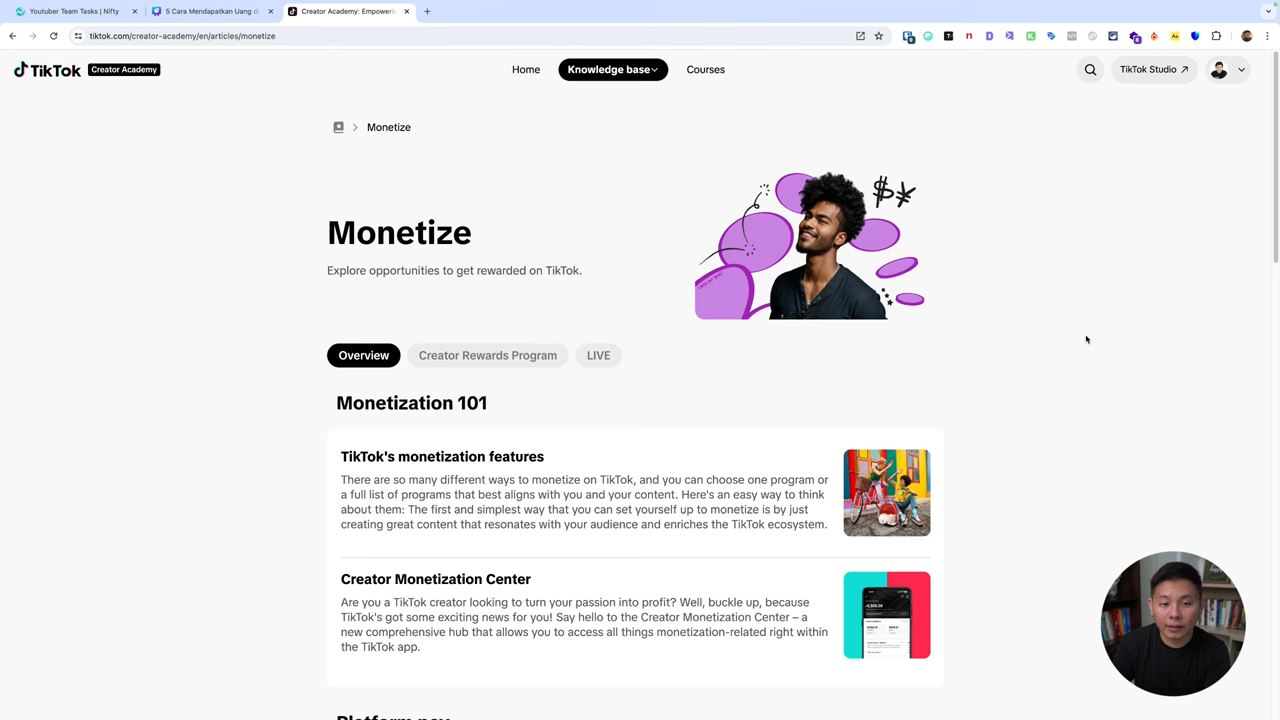 Youtuber Team Tasks | Nifty
5 Cara Mendapatkan Uang di
Creator Academy: Empowerin
tiktok.com/creator-academy/en/articles/monetize
TikTok Creator Academy
Home
Knowledge base
Courses
TikTok Studio
Monetize
$¥
Monetize
Explore opportunities to get rewarded on TikTok.
Overview
Creator Rewards Program
LIVE
Monetization 101
TikTok's monetization features
There are so many different ways to monetize on TikTok, and you can choose one program or
a full list of programs that best aligns with you and your content. Here's an easy way to think
about them: The first and simplest way that you can set yourself up to monetize is by just
creating great content that resonates with your audience and enriches the TikTok ecosystem.
Creator Monetization Center
Are you a TikTok creator looking to turn your passion into profit? Well, buckle up, because
TikTok's got some exciting news for you! Say hello to the Creator Monetization Center – a
new comprehensive hub that allows you to access all things monetization-related right within
the TikTok app.
Platform pay